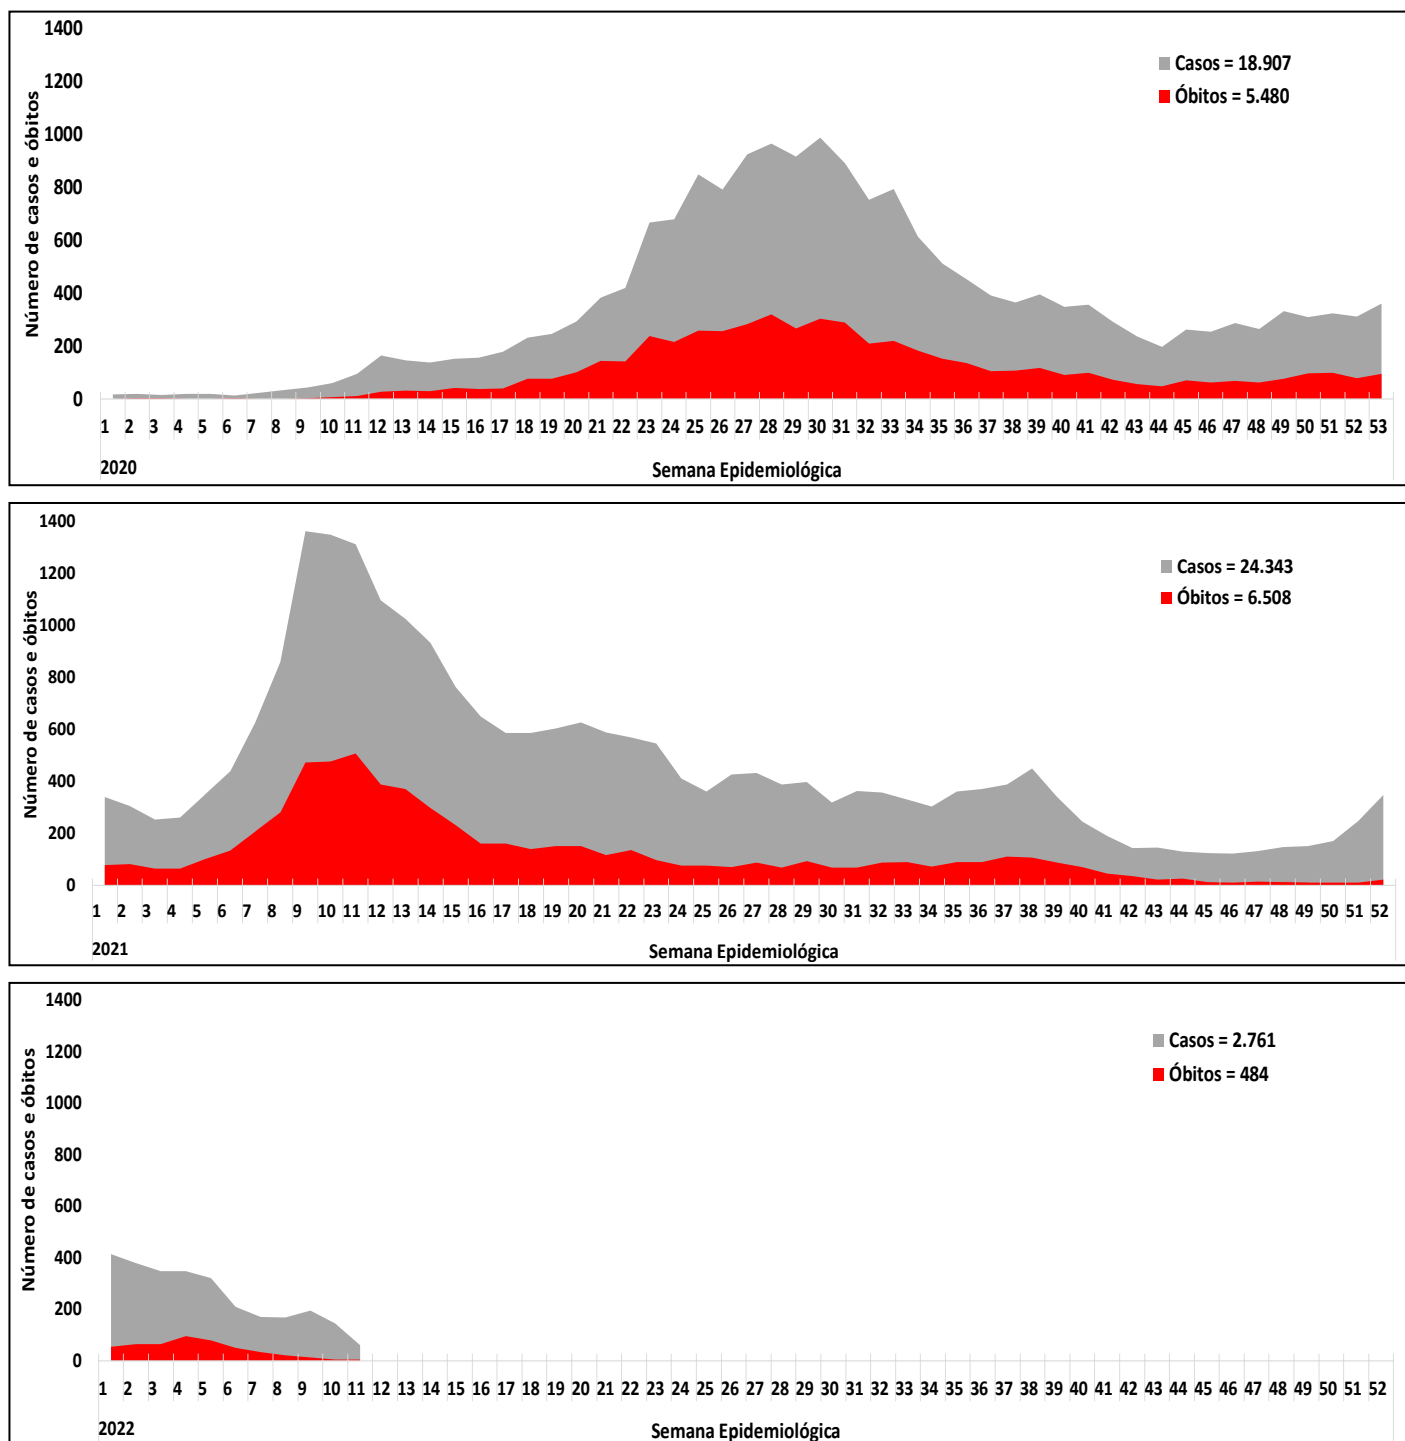 1400
1200
1000
800
600
400
200
0
Número de casos e óbitos
Casos = 18.907
Óbitos = 5.480
1 2 3 4 5 6 7 8 9 10 11 12 13 14 15 16 17 18 19 20 21 22 23 24 25 26 27 28 29 30 31 32 33 34 35 36 37 38 39 40 41 42 43 44 45 46 47 48 49 50 51 52 53
2020
Semana Epidemiológica
1400
1200
1000
800
600
400
200
0
Número de casos e óbitos
Casos = 24.343
Óbitos = 6.508
1 2 3 4 5 6 7 8 9 10 11 12 13 14 15 16 17 18 19 20 21 22 23 24 25 26 27 28 29 30 31 32 33 34 35 36 37 38 39 40 41 42 43 44 45 46 47 48 49 50 51 52
2021
Semana Epidemiológica
1400
1200
1000
800
600
400
200
0
Número de casos e óbitos
Casos = 2.761
Óbitos = 484
1 2 3 4 5 6 7 8 9 10 11 12 13 14 15 16 17 18 19 20 21 22 23 24 25 26 27 28 29 30 31 32 33 34 35 36 37 38 39 40 41 42 43 44 45 46 47 48 49 50 51 52
2022
Semana Epidemiológica